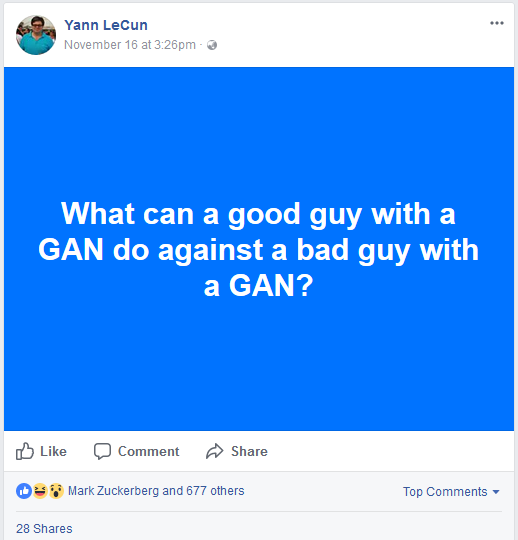 Yann LeCun
November 16 at 3:26pm ·
What can a good guy with a
GAN do against a bad guy with
a GAN?
Like Comment Share
Mark Zuckerberg and 677 others Top Comments
28 Shares